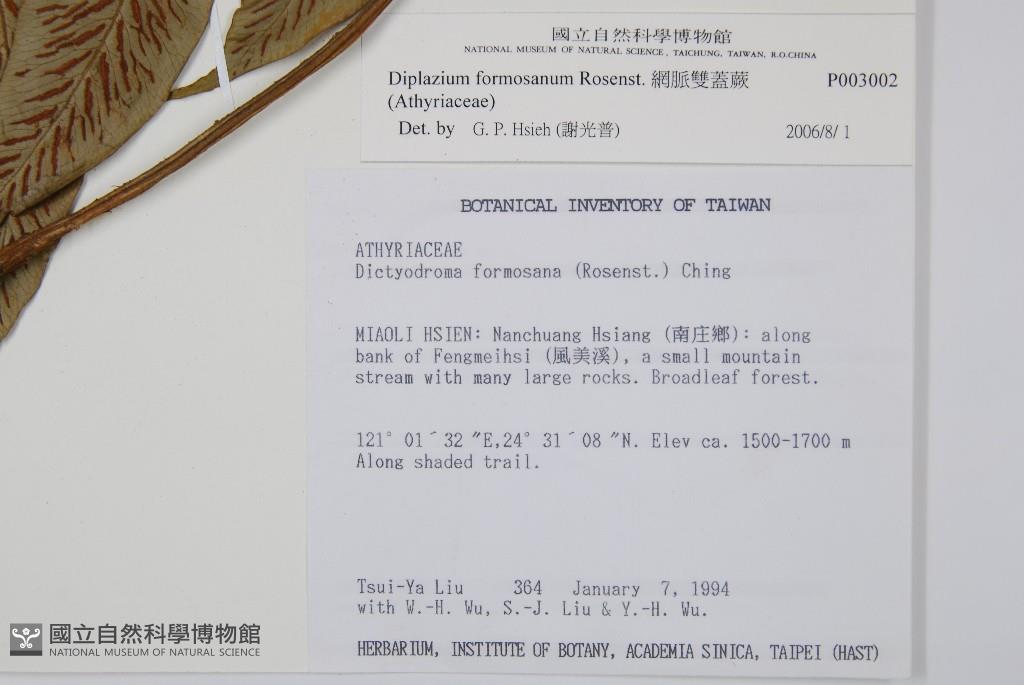 國立自然科學博物館
NATIONAL MUSEUM OF NATURAL SCIENCE, TAICHUNG, TAIWAN, R.O.CHINA
Diplazium formosanum Rosenst. 網脈雙蓋蕨 P003002
(Athyriaceae)
Det. by G. P. Hsieh (謝光普) 2006/8/ 1
BOTANICAL INVENTORY OF TAIWAN
ATHYRIACEAE
Dictyodroma formosana (Rosenst.) Ching
MIAOLI HSIEN: Nanchuang Hsiang (南庄鄉): along
bank of Fengmeihsi (風美溪), a small mountain
stream with many large rocks. Broadleaf forest.
121° 01´32 ″E,24° 31´08 ″N. Elev ca. 1500-1700 m
Along shaded trail.
Tsui-Ya Liu 364 January 7, 1994
with W.-H. Wu, S.-J. Liu & Y.-H. Wu.
HERBARIUM, INSTITUTE OF BOTANY, ACADEMIA SINICA, TAIPEI (HAST)
國立自然科學博物館
NATIONAL MUSEUM OF NATURAL SCIENCE